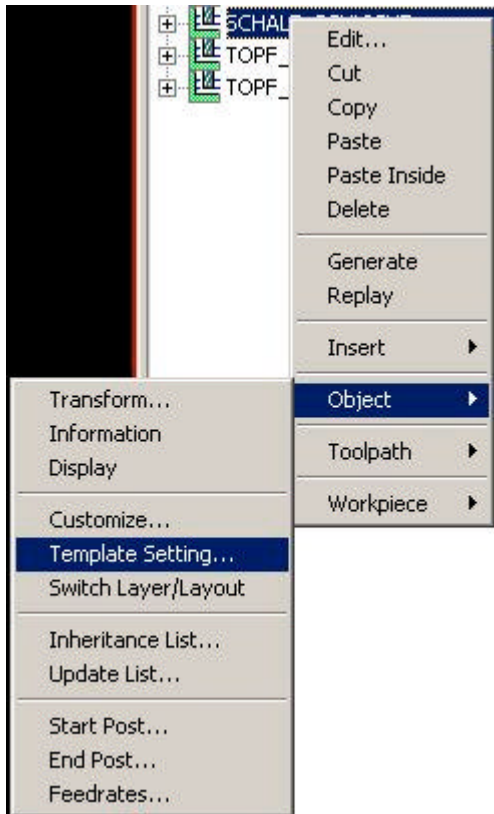 TOPF_
TOPF_
Edit...
Cut
Copy
Paste
Paste Inside
Delete
Generate
Replay
Insert
Object
Toolpath
Workpiece
Transform...
Information
Display
Customize...
Template Setting...
Switch Layer/Layout
Inheritance List...
Update List...
Start Post...
End Post...
Feedrates...